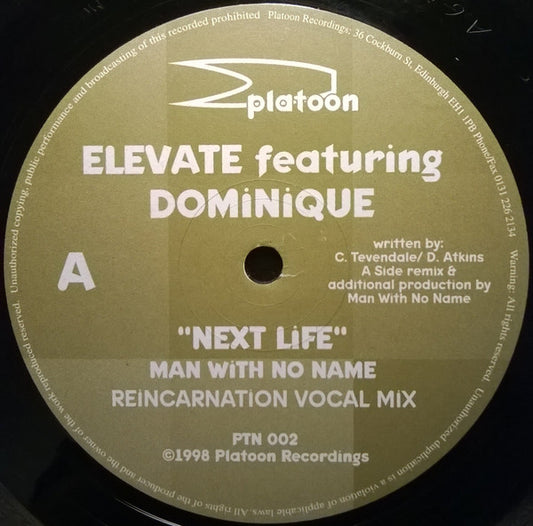 platoon
ELEVATE featuring
DOMiNiQUE
A
written by:
C. Tevendale/ D. Atkins
A Side remix &
additional production by
Man With No Name
"NEXT LiFE"
MAN WiTH NO NAME
REiNCARNATiON VOCAL MiX
PTN 002
©1998 Platoon Recordings
Platoon Recordings; 36 Cockburn St, Edinburgh EH1 1PB Phone/Fax 0131 226 2134
Warning: All rights reserved. Unauthorized duplication is a violation of applicable laws. All rights of the producer and the owner of the work reproduced reserved. Unauthorized copying, public performance and broadcasting of this recorded prohibited